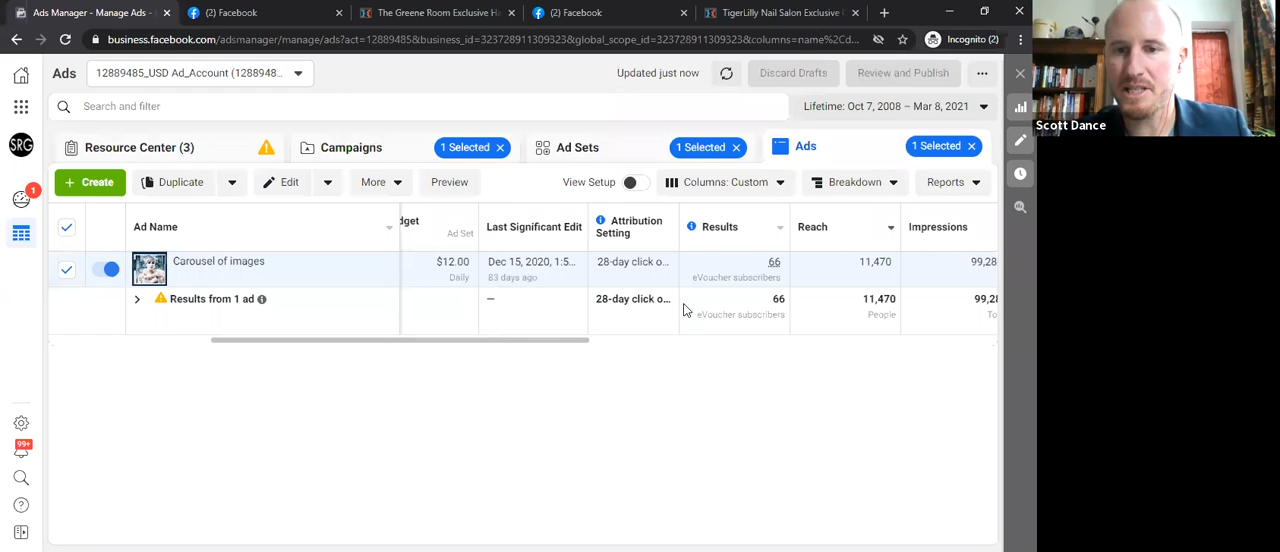 Ads Manager - Manage Ads -
(2) Facebook
The Greene Room Exclusive Ha
(2) Facebook
TigerLilly Nail Salon Exclusive
business.facebook.com/adsmanager/manage/ads?act=12889485&business_id=323728911309323&global_scope_id=323728911309323&columns=name%2Cd...
Incognito (2)
Ads
12889485_USD Ad_Account (1288948...
Updated just now
Discard Drafts
Review and Publish
Search and filter
Lifetime: Oct 7, 2008 – Mar 8, 2021
Scott Dance
SRG
Resource Center (3)
Campaigns
1 Selected
Ad Sets
1 Selected
Ads
1 Selected
+ Create
Duplicate
Edit
More
Preview
View Setup
Columns: Custom
Breakdown
Reports
1
Ad Name
dget
Ad Set
Last Significant Edit
Attribution
Setting
Results
Reach
Impressions
Carousel of images
$12.00
Daily
Dec 15, 2020, 1:5...
83 days ago
28-day click o...
66
eVoucher subscribers
11,470
99,28
Results from 1 ad
—
28-day click o...
66
eVoucher subscribers
11,470
People
99,28
To
99+